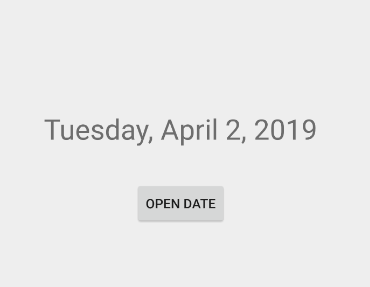 Tuesday, April 2, 2019
OPEN DATE